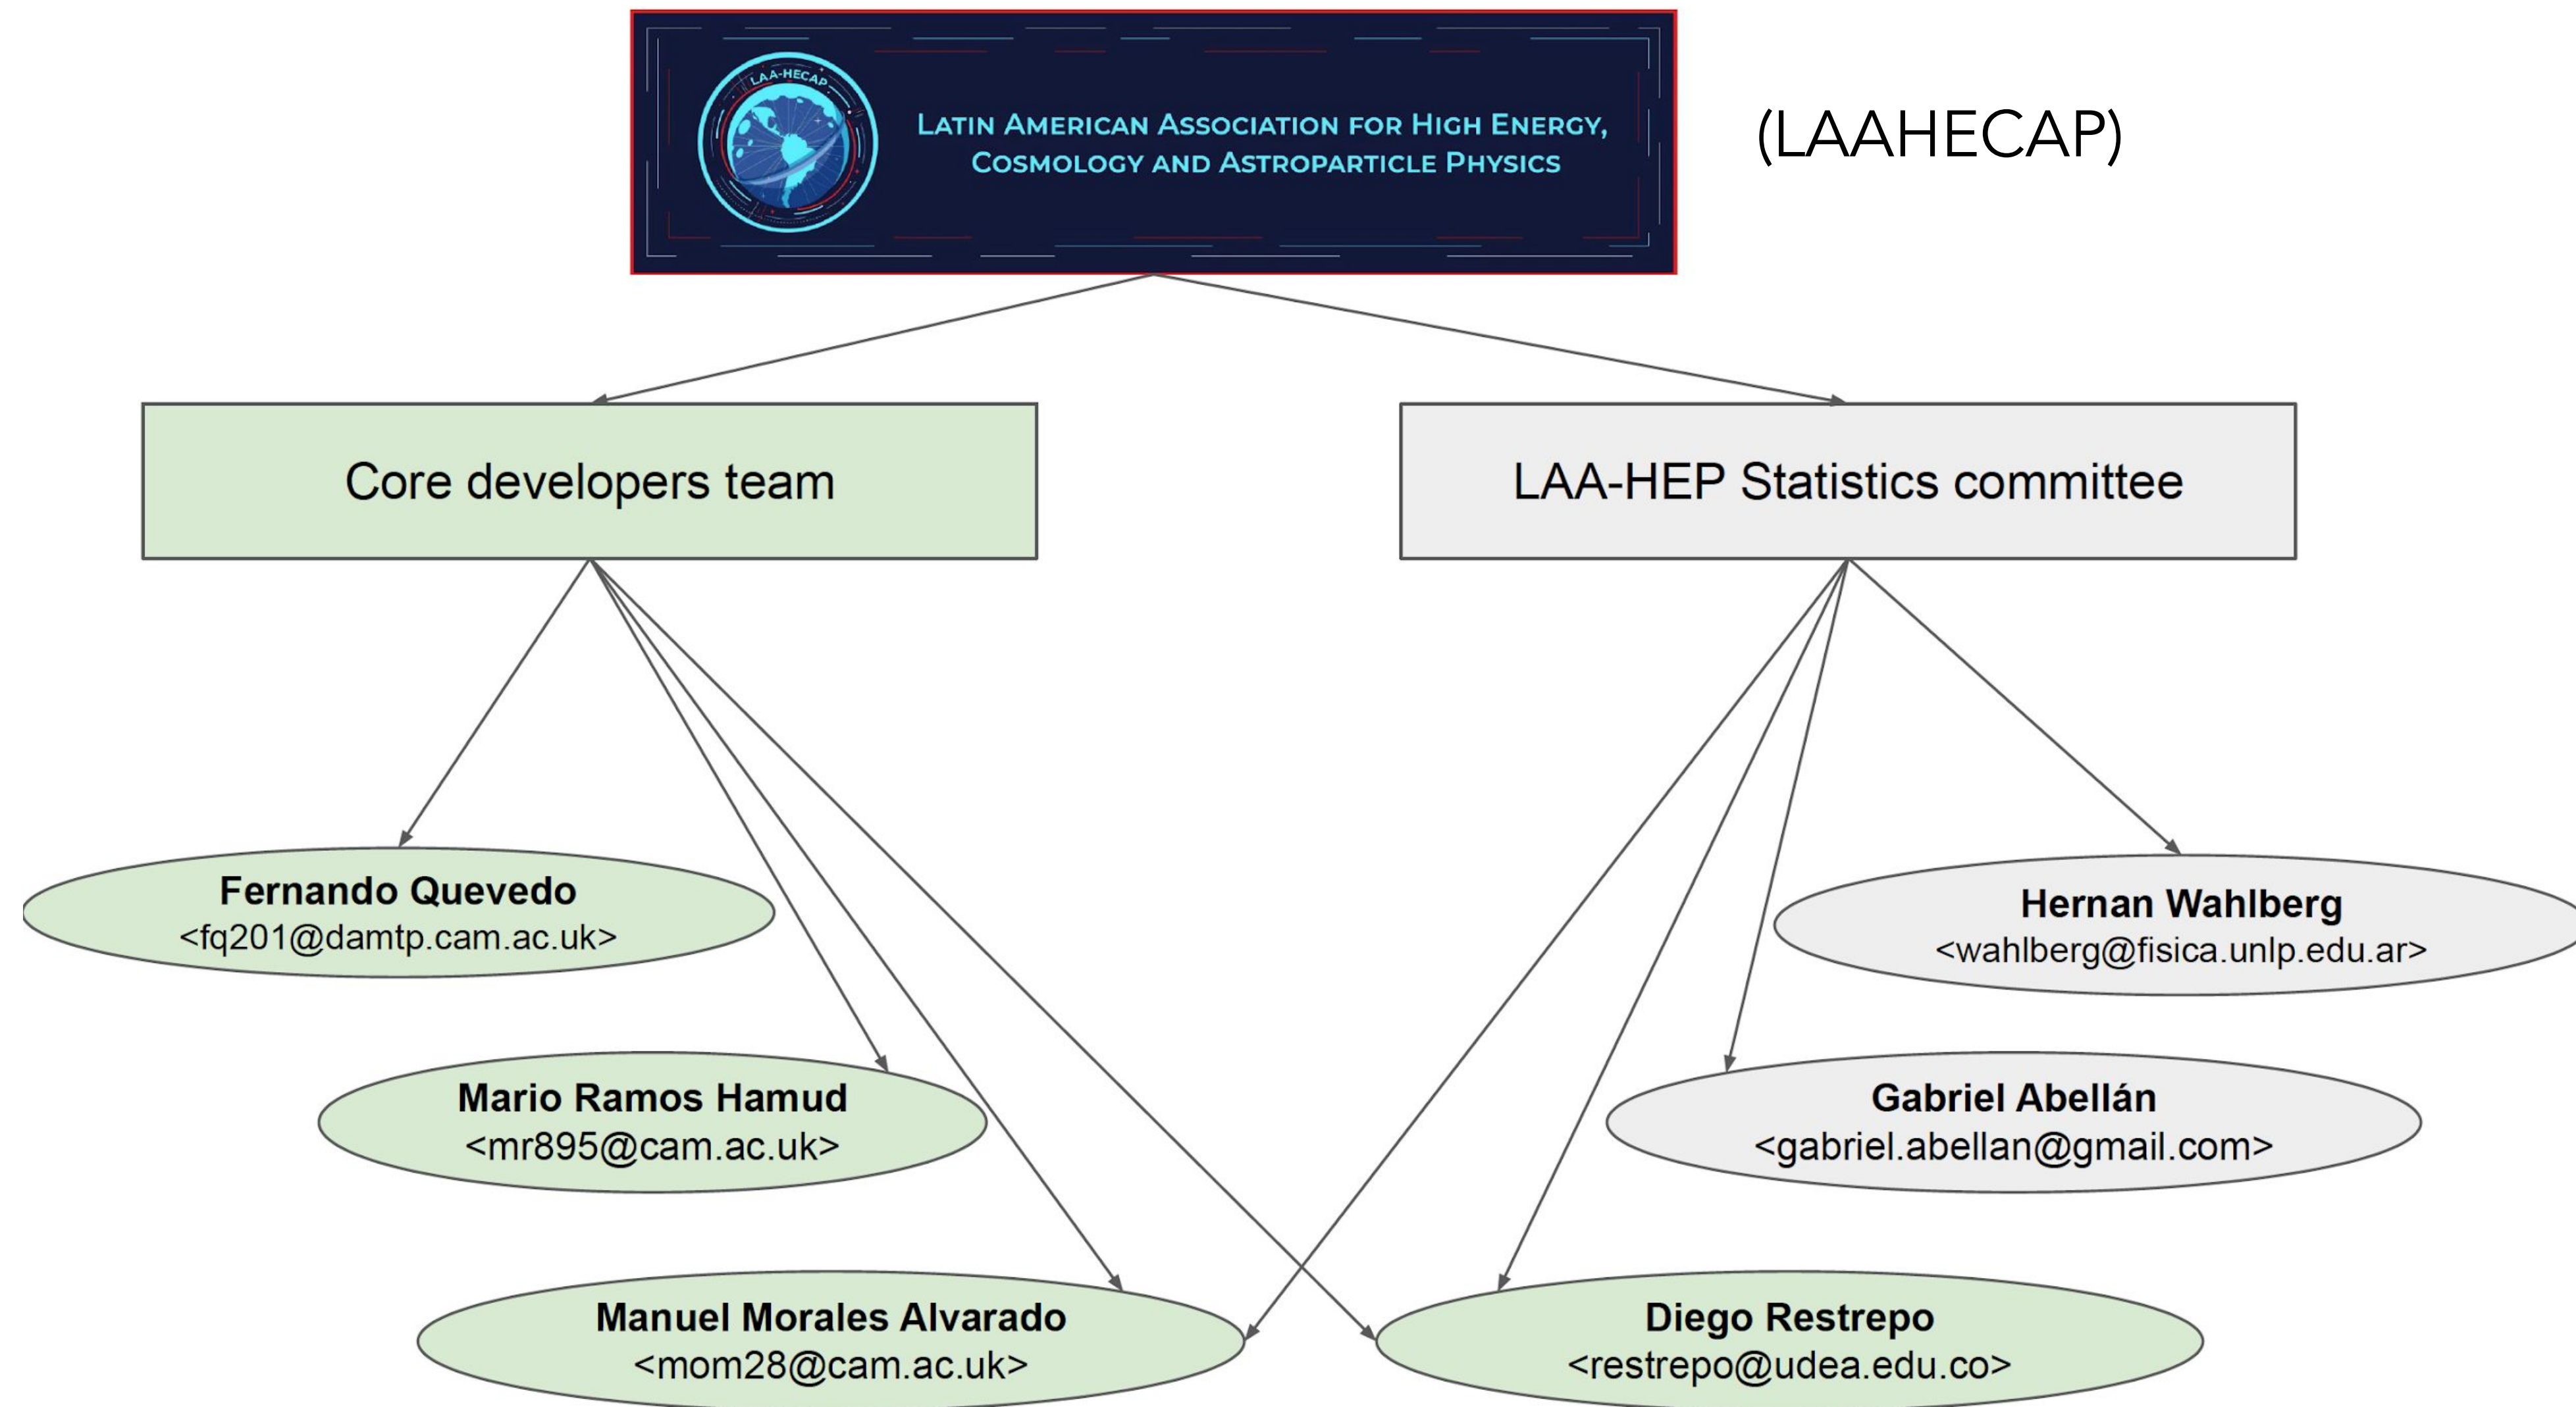 LAA-HECAP
LATIN AMERICAN ASSOCIATION FOR HIGH ENERGY,
COSMOLOGY AND ASTROPARTICLE PHYSICS
(LAAHECAP)
Core developers team
LAA-HEP Statistics committee
Fernando Quevedo
<fq201@damtp.cam.ac.uk>
Hernan Wahlberg
<wahlberg@fisica.unlp.edu.ar>
Mario Ramos Hamud
<mr895@cam.ac.uk>
Gabriel Abellán
<gabriel.abellan@gmail.com>
Manuel Morales Alvarado
<mom28@cam.ac.uk>
Diego Restrepo
<restrepo@udea.edu.co>